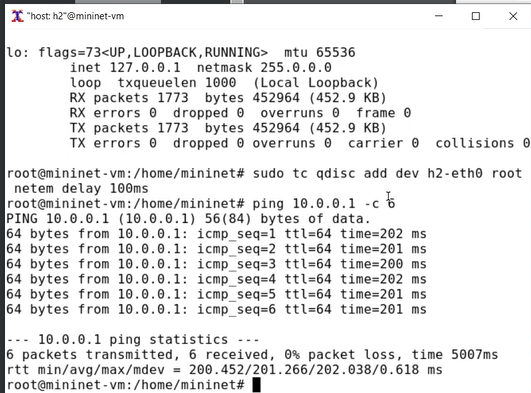 "host: h2"@mininet-vm
lo: flags=73<UP,LOOPBACK,RUNNING>  mtu 65536
        inet 127.0.0.1  netmask 255.0.0.0
        loop  txqueuelen 1000  (Local Loopback)
        RX packets 1773  bytes 452964 (452.9 KB)
        RX errors 0  dropped 0  overruns 0  frame 0
        TX packets 1773  bytes 452964 (452.9 KB)
        TX errors 0  dropped 0 overruns 0  carrier 0  collisions 0
root@mininet-vm:/home/mininet# sudo tc qdisc add dev h2-eth0 root
 netem delay 100ms
root@mininet-vm:/home/mininet# ping 10.0.0.1 -c 6
PING 10.0.0.1 (10.0.0.1) 56(84) bytes of data.
64 bytes from 10.0.0.1: icmp_seq=1 ttl=64 time=202 ms
64 bytes from 10.0.0.1: icmp_seq=2 ttl=64 time=201 ms
64 bytes from 10.0.0.1: icmp_seq=3 ttl=64 time=200 ms
64 bytes from 10.0.0.1: icmp_seq=4 ttl=64 time=202 ms
64 bytes from 10.0.0.1: icmp_seq=5 ttl=64 time=201 ms
64 bytes from 10.0.0.1: icmp_seq=6 ttl=64 time=201 ms
--- 10.0.0.1 ping statistics ---
6 packets transmitted, 6 received, 0% packet loss, time 5007ms
rtt min/avg/max/mdev = 200.452/201.266/202.038/0.618 ms
root@mininet-vm:/home/mininet#